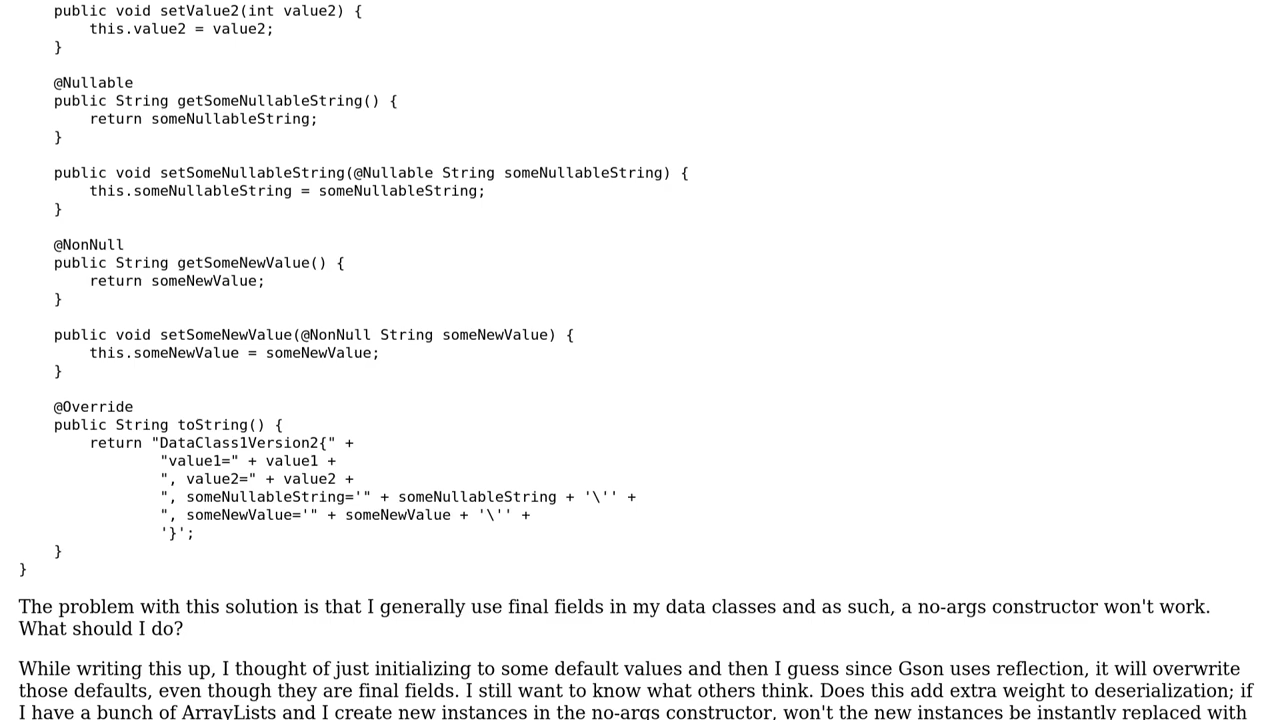 public void setValue2(int value2) {
        this.value2 = value2;
    }

    @Nullable
    public String getSomeNullableString() {
        return someNullableString;
    }

    public void setSomeNullableString(@Nullable String someNullableString) {
        this.someNullableString = someNullableString;
    }

    @NonNull
    public String getSomeNewValue() {
        return someNewValue;
    }

    public void setSomeNewValue(@NonNull String someNewValue) {
        this.someNewValue = someNewValue;
    }

    @Override
    public String toString() {
        return "DataClass1Version2{" +
                "value1=" + value1 +
                ", value2=" + value2 +
                ", someNullableString='" + someNullableString + '\'' +
                ", someNewValue='" + someNewValue + '\'' +
                '}';
    }
}
The problem with this solution is that I generally use final fields in my data classes and as such, a no-args constructor won't work.
What should I do?
While writing this up, I thought of just initializing to some default values and then I guess since Gson uses reflection, it will overwrite
those defaults, even though they are final fields. I still want to know what others think. Does this add extra weight to deserialization; if
I have a bunch of ArrayLists and I create new instances in the no-args constructor, won't the new instances be instantly replaced with